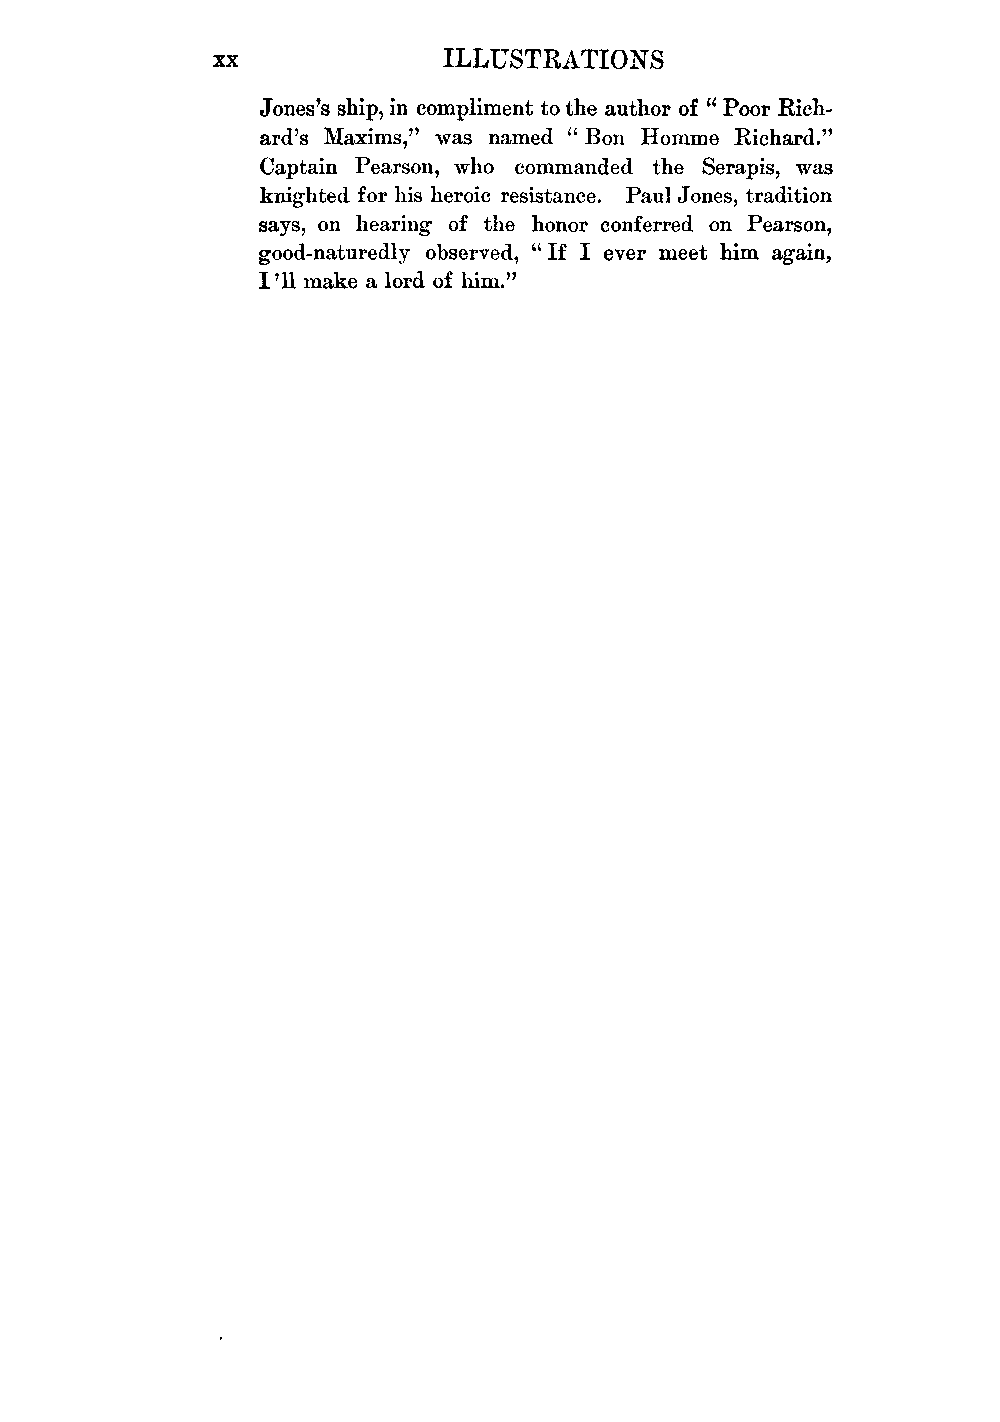 xx ILLUSTRATIONS
Jones's ship, in compliment to the author of “ Poor Rich-
ard's Maxims,” was named “ Bon Homme Richard.”
Captain Pearson, who commanded the Serapis, was
knighted for his heroic resistance. Paul Jones, tradition
says, on hearing of the honor conferred on Pearson,
good-naturedly observed, “ If I ever meet him again,
I 'll make a lord of him.”